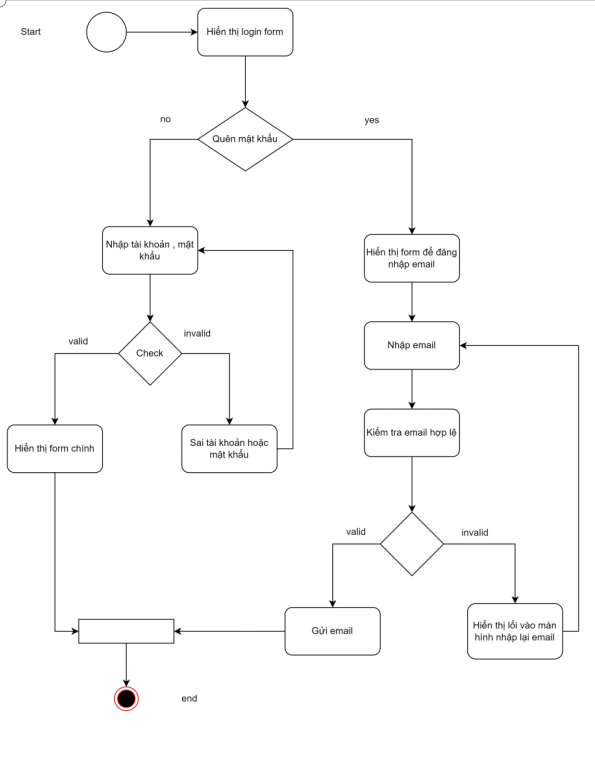 Start
Hiển thị login form
no
yes
Quên mật khẩu
Nhập tài khoản , mật
khẩu
Hiển thị form để đăng
nhập email
valid
invalid
Check
Nhập email
Hiển thị form chính
Sai tài khoản hoặc
mật khẩu
Kiểm tra email hợp lệ
valid
invalid
Gửi email
Hiển thị lối vào màn
hình nhập lại email
end